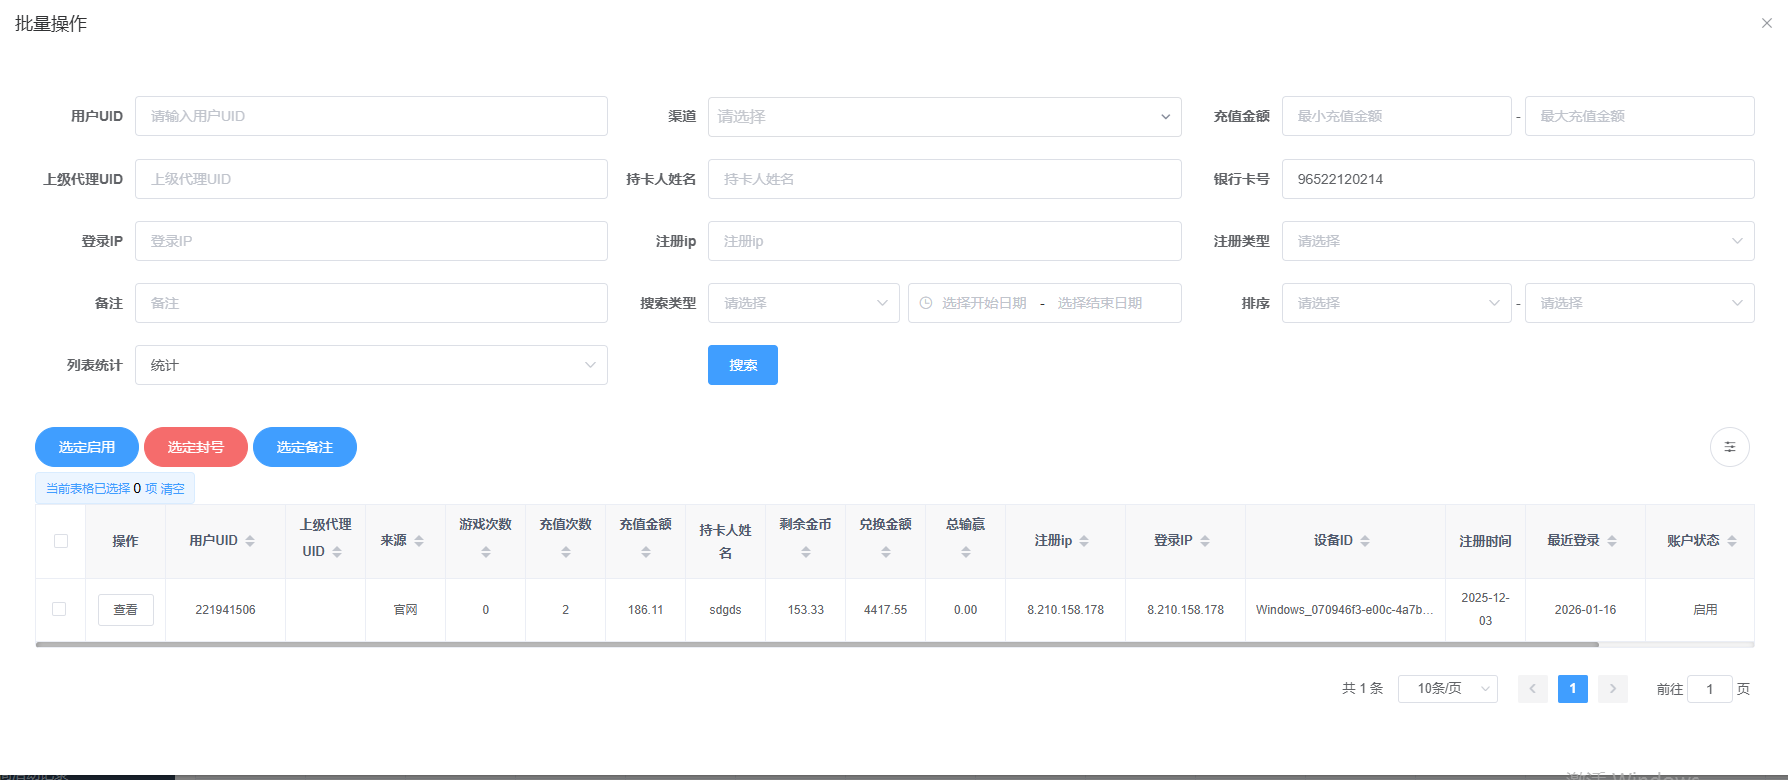 批量操作
用户UID 请输入用户UID 渠道 请选择 充值金额 最小充值金额 - 最大充值金额
上级代理UID 上级代理UID 持卡人姓名 持卡人姓名 银行卡号 96522120214
登录IP 登录IP 注册ip 注册ip 注册类型 请选择
备注 备注 搜索类型 请选择 选择开始日期 - 选择结束日期 排序 请选择 - 请选择
列表统计 统计 搜索
选定启用 选定封号 选定备注
当前表格已选择 0 项 清空
操作 用户UID 上级代理UID 来源 游戏次数 充值次数 充值金额 持卡人姓名 剩余金币 兑换金额 总输赢 注册ip 登录IP 设备ID 注册时间 最近登录 账户状态
查看 221941506 官网 0 2 186.11 sdgds 153.33 4417.55 0.00 8.210.158.178 8.210.158.178 Windows_070946f3-e00c-4a7b... 2025-12-03 2026-01-16 启用
共 1 条 10条/页 1 前往 1 页
激活 Windows